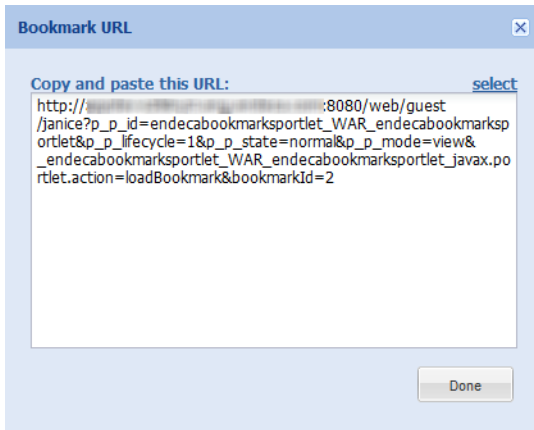 Bookmark URL
Copy and paste this URL: select
http:// :8080/web/guest
/janice?p_p_id=endecabookmarksportlet_WAR_endecabookmarksp
ortlet&p_p_lifecycle=1&p_p_state=normal&p_p_mode=view&
_endecabookmarksportlet_WAR_endecabookmarksportlet_javax.po
rtlet.action=loadBookmark&bookmarkId=2
Done